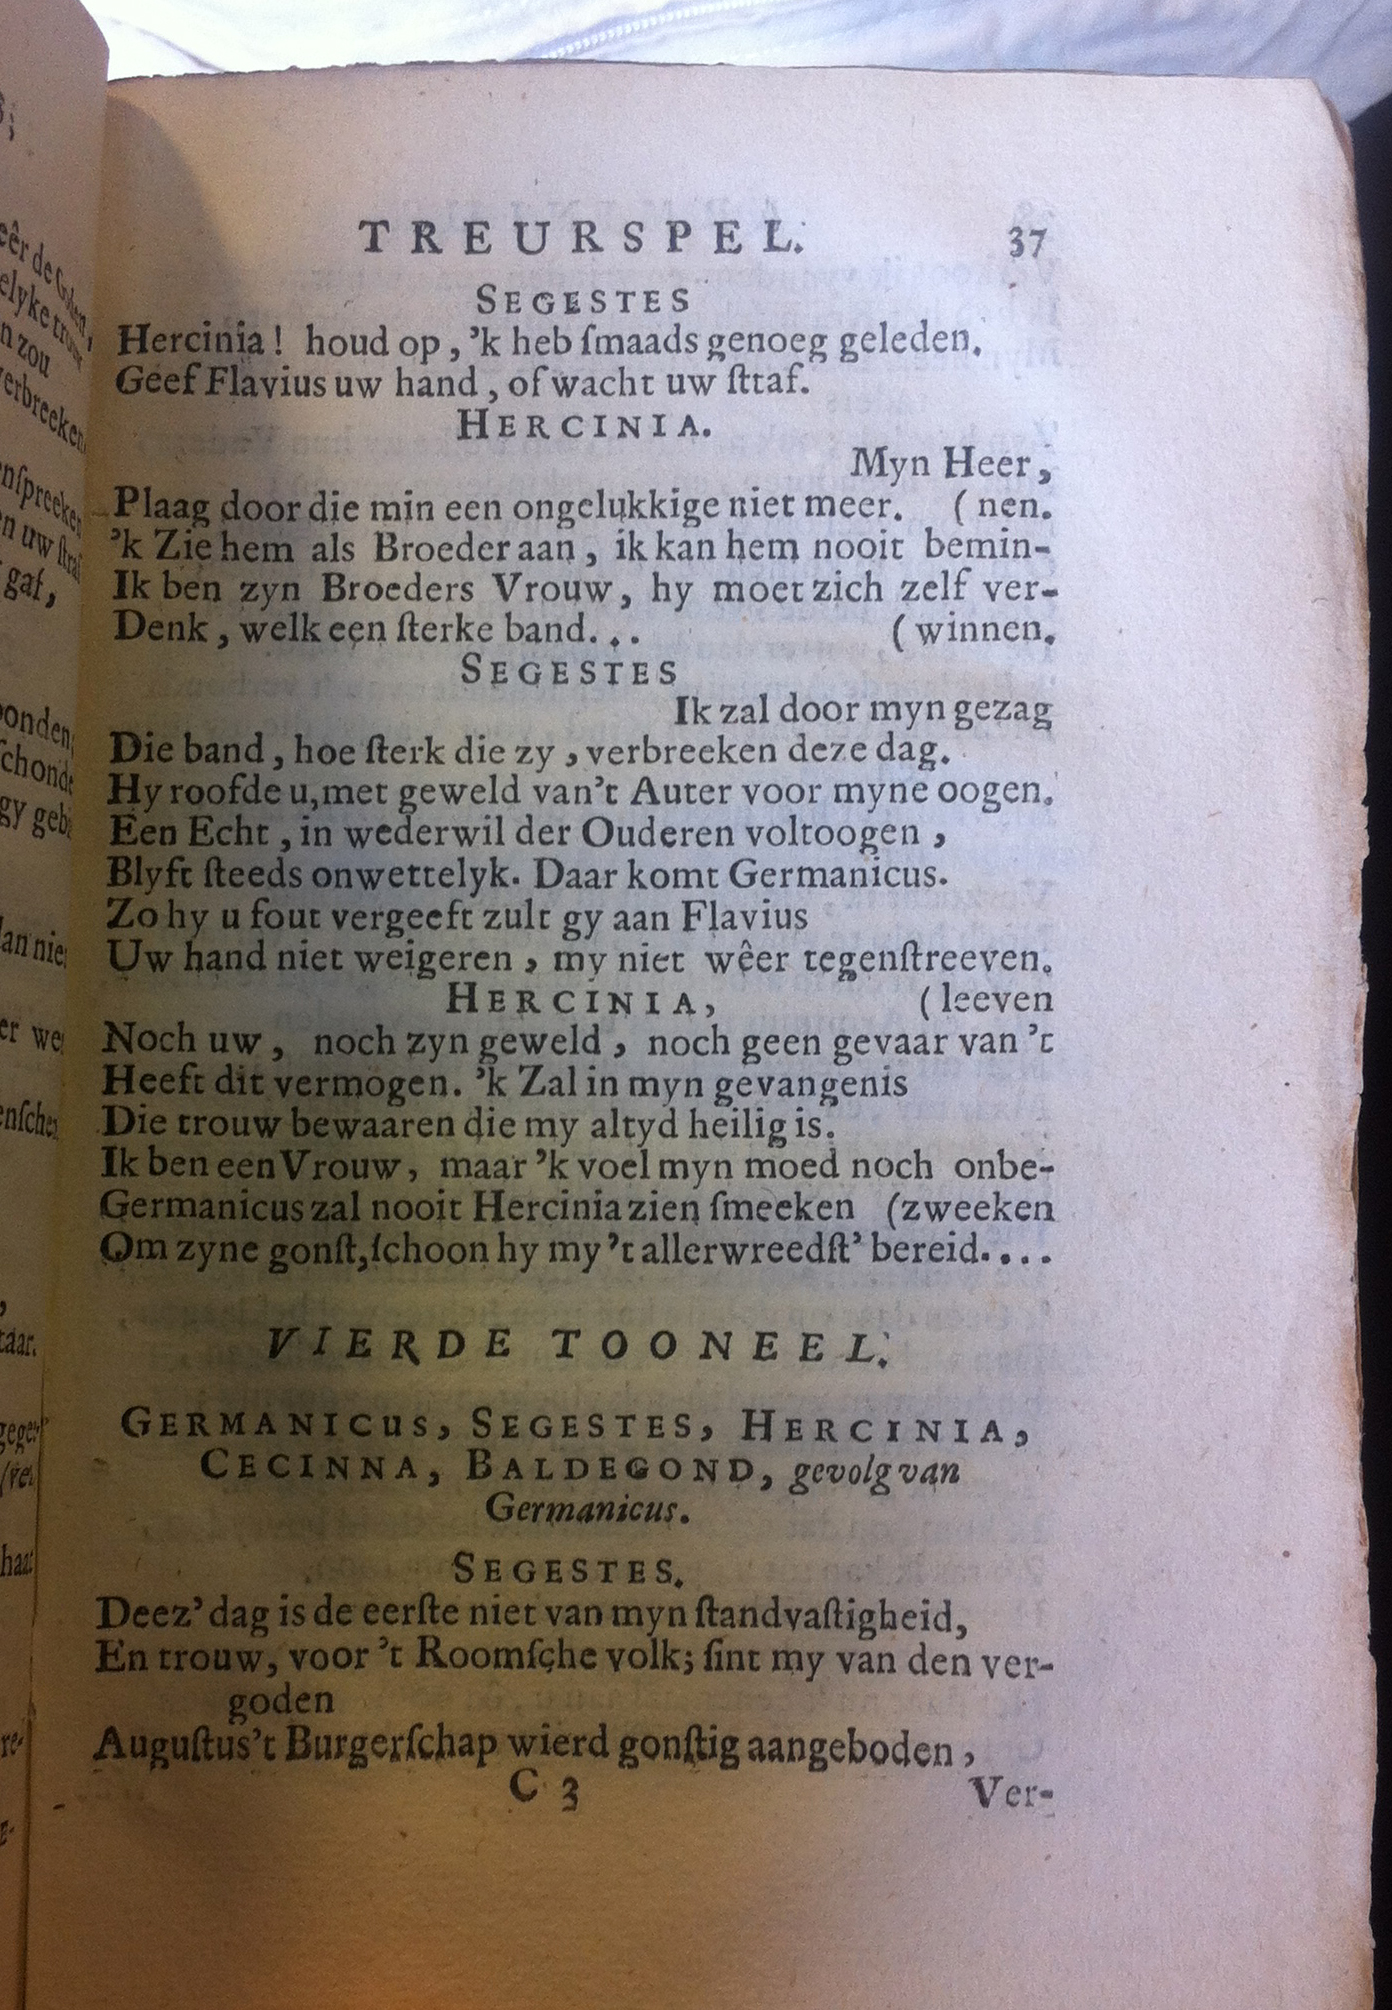 TREURSPEL. 37
SEGESTES
Hercinia! houd op, 'k heb ſmaads genoeg geleden.
Geef Flavius uw hand, of wacht uw ſttaf.
HERCINIA.
Myn Heer,
Plaag door die min een ongelukkige niet meer. (nen.
'k Zie hem als Broeder aan, ik kan hem nooit bemin-
Ik ben zyn Broeders Vrouw, hy moet zich zelf ver-
Denk, welk een ſterke band... (winnen.
SEGESTES
Ik zal door myn gezag
Die band, hoe ſterk die zy, verbreeken deze dag.
Hy roofde u, met geweld van't Auter voor myne oogen.
Een Echt, in wederwil der Ouderen voltoogen,
Blyft ſteeds onwettelyk. Daar komt Germanicus.
Zo hy u fout vergeeft zult gy aan Flavius
Uw hand niet weigeren, my niet wêer tegenſtreeven.
HERCINIA, (leeven
Noch uw, noch zyn geweld, noch geen gevaar van 't
Heeft dit vermogen. 'k Zal in myn gevangenis
Die trouw bewaaren die my altyd heilig is.
Ik ben een Vrouw, maar 'k voel myn moed noch onbe-
Germanicus zal nooit Hercinia zien ſmeeken (zweeken
Om zyne gonſt, ſchoon hy my 't allerwreedſt' bereid....
VIERDE TOONEEL.
GERMANICUS, SEGESTES, HERCINIA,
CECINNA, BALDEGOND, gevolg van
Germanicus.
SEGESTES.
Deez' dag is de eerſte niet van myn ſtandvaſtigheid,
En trouw, voor 't Roomſche volk; ſint my van den ver-
goden
Auguſtus't Burgerſchap wierd gonſtig aangeboden,
C 3 Ver-